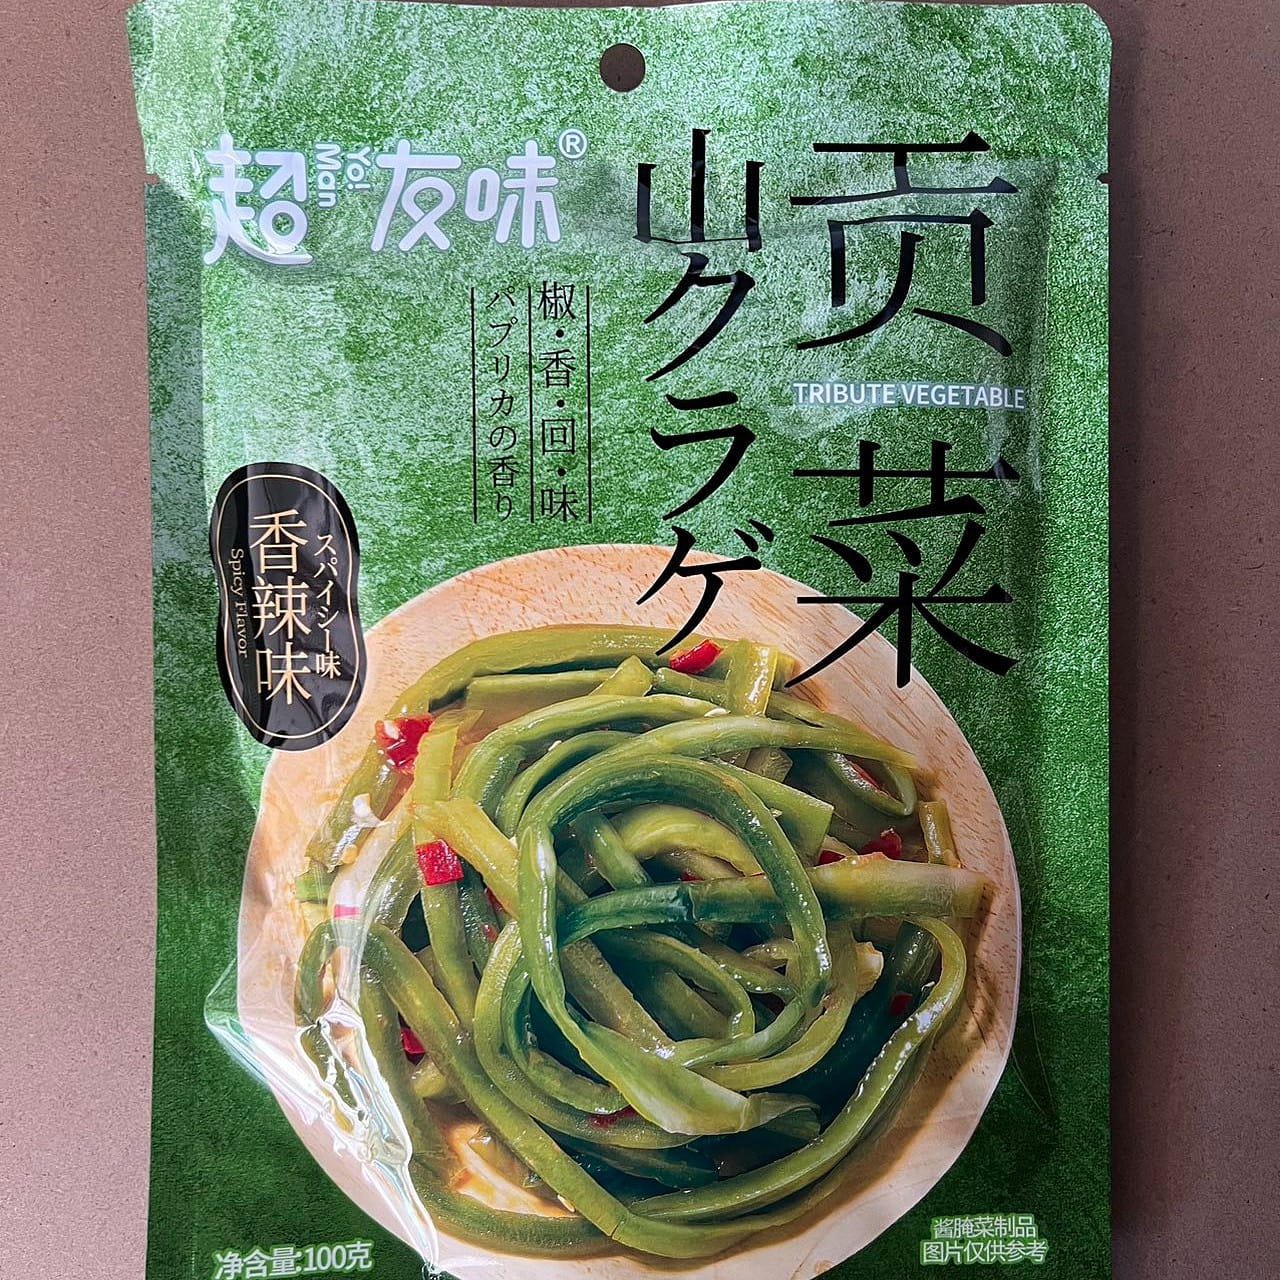 超友味®
Yoi
Man
貢菜
TRIBUTE VEGETABLE
山クラゲ
椒·香·回·味
パプリカの香り
スパイシー味
香辣味
Spicy Flavor
酱腌菜制品
图片仅供参考
净含量:100克